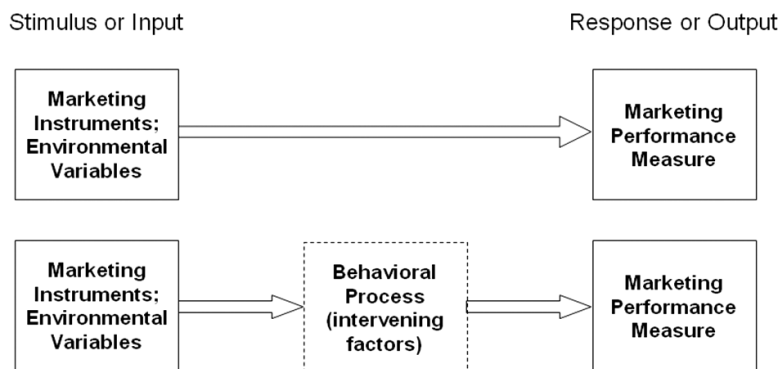 Stimulus or Input
Response or Output
Marketing
Instruments;
Environmental
Variables
Marketing
Performance
Measure
Marketing
Instruments;
Environmental
Variables
Behavioral
Process
(intervening
factors)
Marketing
Performance
Measure